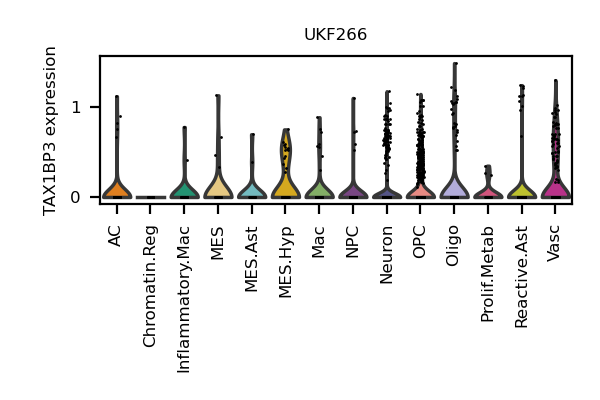 UKF266
TAX1BP3 expression
1
0
AC
Chromatin.Reg
Inflammatory.Mac
MES
MES.Ast
MES.Hyp
Mac
NPC
Neuron
OPC
Oligo
Prolif.Metab
Reactive.Ast
Vasc